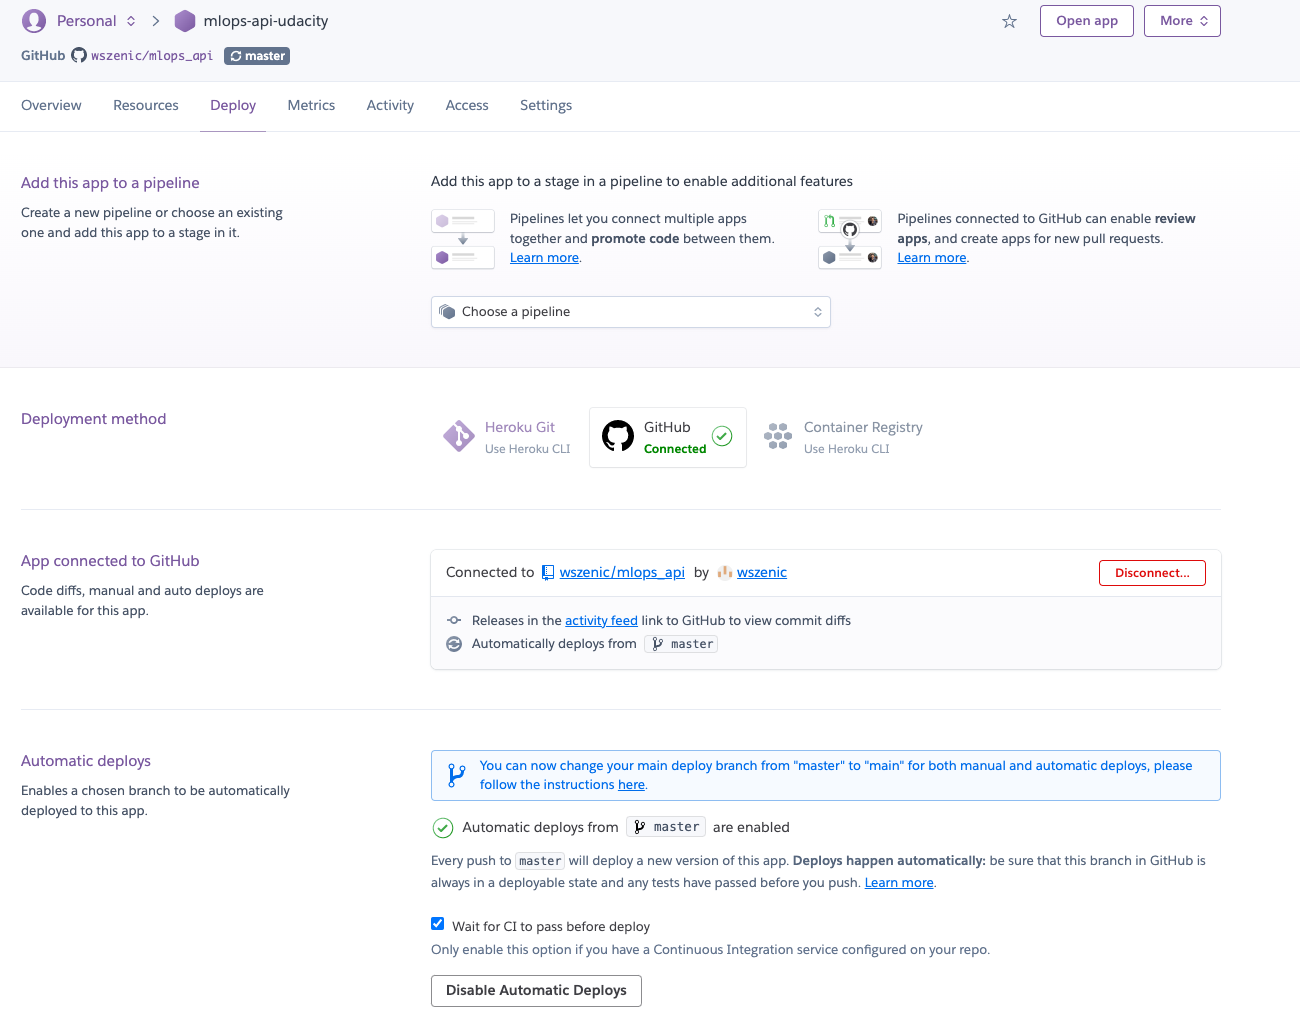 Personal > mlops-api-udacity Open app More
GitHub wszenic/mlops_api master
Overview Resources Deploy Metrics Activity Access Settings
Add this app to a pipeline
Create a new pipeline or choose an existing
one and add this app to a stage in it.
Add this app to a stage in a pipeline to enable additional features
Pipelines let you connect multiple apps
together and promote code between them.
Learn more.
Pipelines connected to GitHub can enable review
apps, and create apps for new pull requests.
Learn more.
Choose a pipeline
Deployment method
Heroku Git
Use Heroku CLI
GitHub
Connected
Container Registry
Use Heroku CLI
App connected to GitHub
Code diffs, manual and auto deploys are
available for this app.
Connected to wszenic/mlops_api by wszenic Disconnect...
Releases in the activity feed link to GitHub to view commit diffs
Automatically deploys from master
Automatic deploys
Enables a chosen branch to be automatically
deployed to this app.
You can now change your main deploy branch from "master" to "main" for both manual and automatic deploys, please
follow the instructions here.
Automatic deploys from master are enabled
Every push to master will deploy a new version of this app. Deploys happen automatically: be sure that this branch in GitHub is
always in a deployable state and any tests have passed before you push. Learn more.
Wait for CI to pass before deploy
Only enable this option if you have a Continuous Integration service configured on your repo.
Disable Automatic Deploys